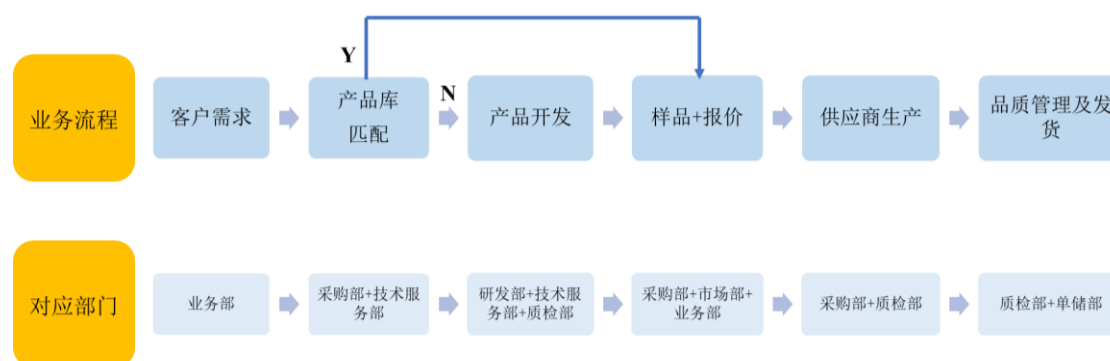 Y
N
业务流程
客户需求
产品库
匹配
产品开发
样品+报价
供应商生产
品质管理及发
货
对应部门
业务部
采购部+技术服
务部
研发部+技术服
务部+质检部
采购部+市场部+
业务部
采购部+质检部
质检部+单储部